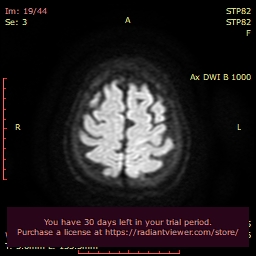 Im: 19/44
Se: 3
A
STP82
STP82
F
Ax DWI B 1000
R
L
You have 30 days left in your trial period.
Purchase a license at https://radiantviewer.com/store/